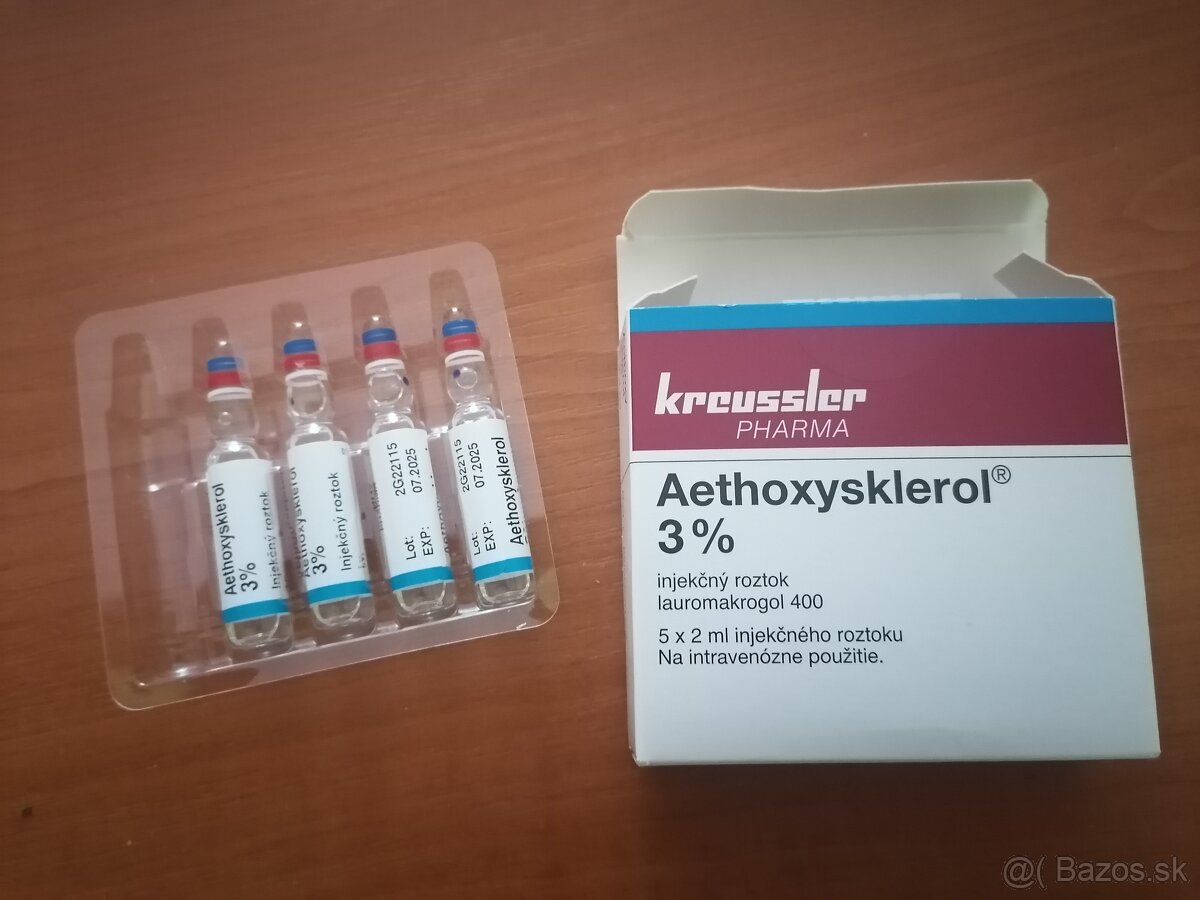 Aethoxysklerol
3%
Injekčný roztok
Aethoxysklerol
3%
Injekčný roztok
Lot: 2G22115
EXP: 07.2025
Lot: 2G22115
EXP: 07.2025
Aethoxysklerol
kreussler
PHARMA
Aethoxysklerol®
3%
injekčný roztok
lauromakrogol 400
5 x 2 ml injekčného roztoku
Na intravenózne použitie.
@( Bazos.sk